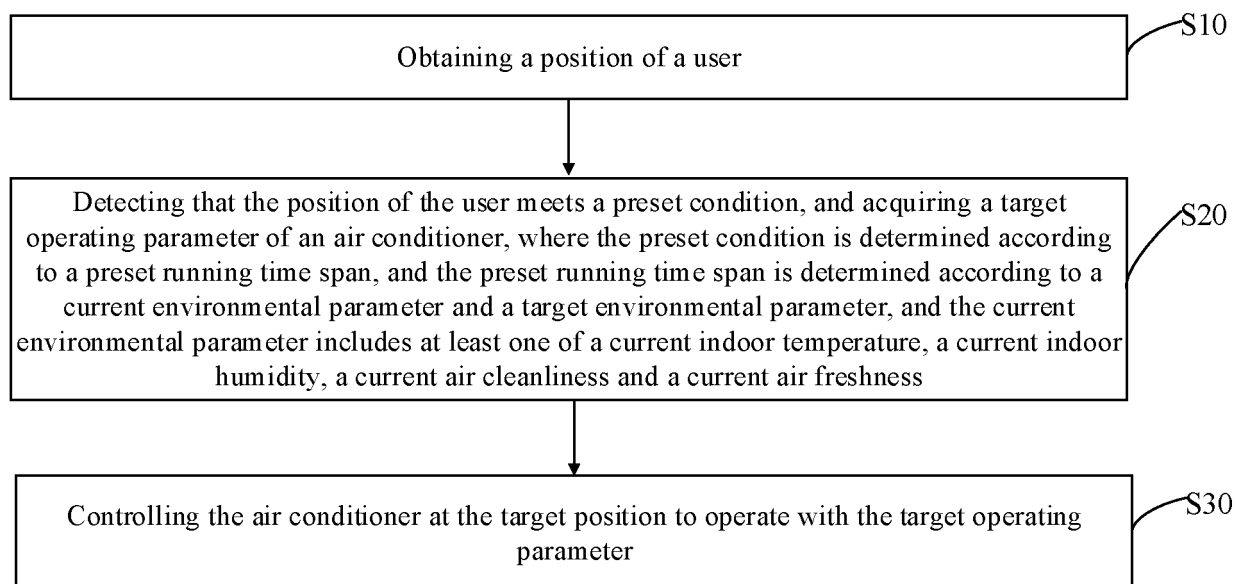 S10
Obtaining a position of a user
Detecting that the position of the user meets a preset condition, and acquiring a target
operating parameter of an air conditioner, where the preset condition is determined according
to a preset running time span, and the preset running time span is determined according to a
current environmental parameter and a target environmental parameter, and the current
environmental parameter includes at least one of a current indoor temperature, a current indoor
humidity, a current air cleanliness and a current air freshness
S20
Controlling the air conditioner at the target position to operate with the target operating
parameter
S30